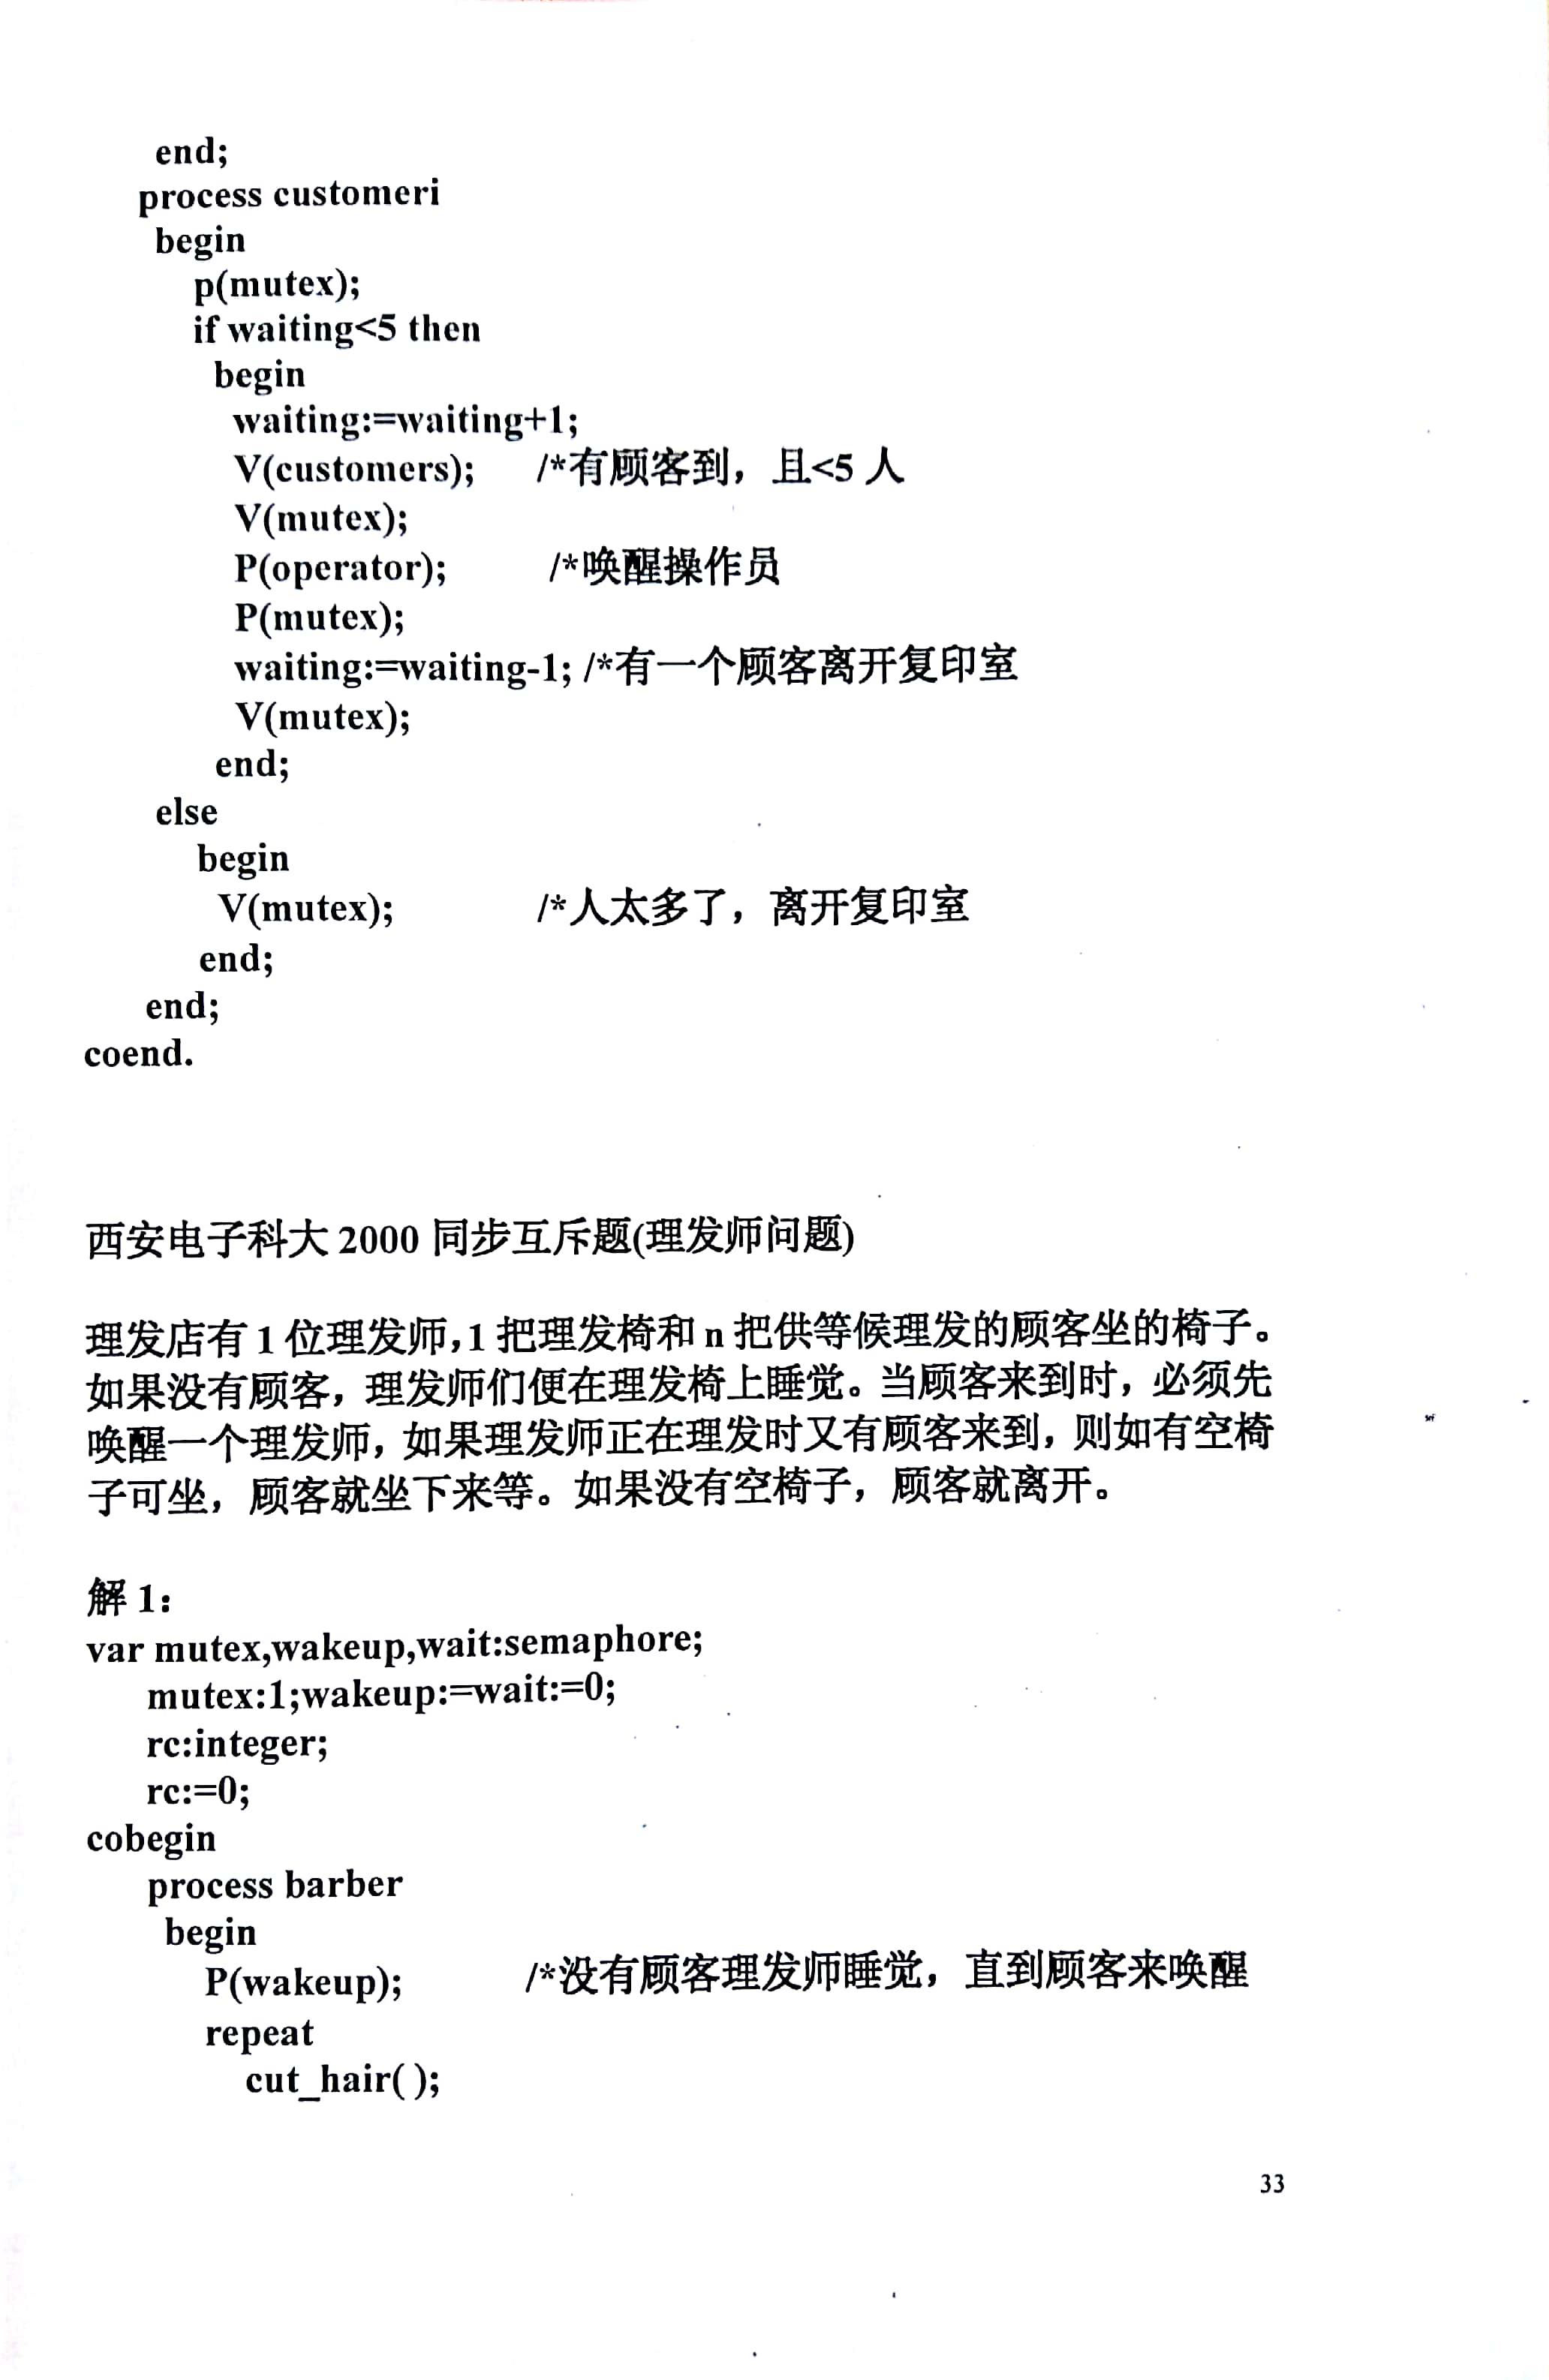 end;
process customeri
begin
p(mutex);
if waiting<5 then
begin
waiting:=waiting+1;
V(customers); /*有顾客到，且<5 人
V(mutex);
P(operator); /*唤醒操作员
P(mutex);
waiting:=waiting-1; /*有一个顾客离开复印室
V(mutex);
end;
else
begin
V(mutex); /*人太多了，离开复印室
end;
end;
coend.
西安电子科大 2000 同步互斥题(理发师问题)
理发店有 1 位理发师,1 把理发椅和 n 把供等候理发的顾客坐的椅子。
如果没有顾客，理发师们便在理发椅上睡觉。当顾客来到时，必须先
唤醒一个理发师，如果理发师正在理发时又有顾客来到，则如有空椅
子可坐，顾客就坐下来等。如果没有空椅子，顾客就离开。
解 1：
var mutex,wakeup,wait:semaphore;
mutex:1;wakeup:=wait:=0;
rc:integer;
rc:=0;
cobegin
process barber
begin
P(wakeup); /*没有顾客理发师睡觉，直到顾客来唤醒
repeat
cut_hair( );
33